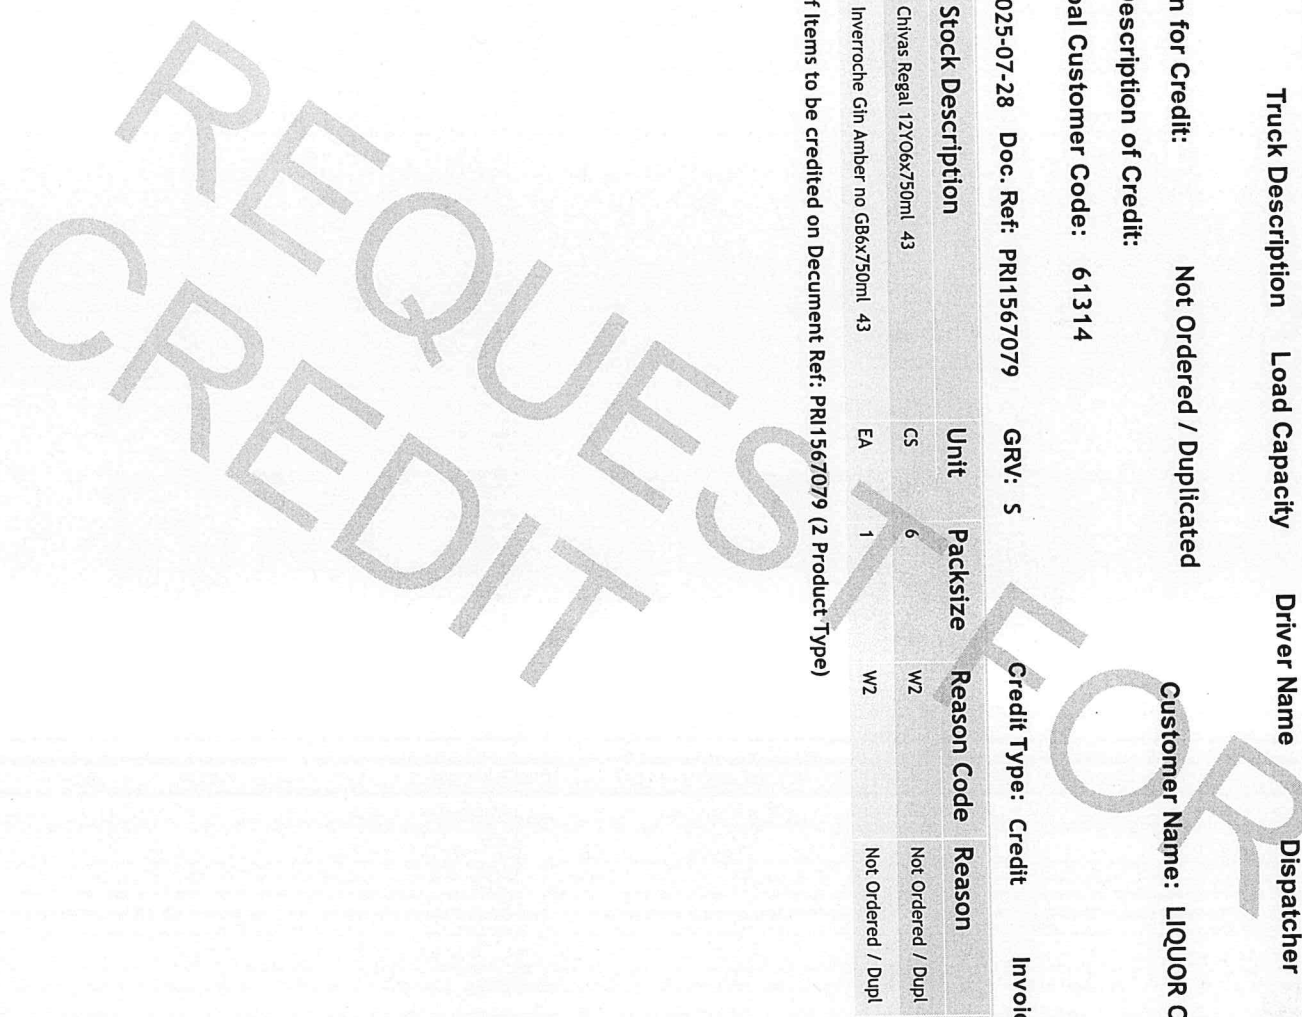 Truck Description Load Capacity Driver Name Dispatcher
n for Credit: Not Ordered / Duplicated Customer Name: LIQUOR C
escription of Credit:
pal Customer Code: 61314
025-07-28 Doc. Ref: PRI1567079 GRV: S Credit Type: Credit Invoic
Stock Description Unit Packsize Reason Code Reason
Chivas Regal 12YO6x750ml 43 CS 6 W2 Not Ordered / Dupl
Inverroche Gin Amber no GB6x750ml 43 EA 1 W2 Not Ordered / Dupl
f Items to be credited on Decument Ref: PRI1567079 (2 Product Type)
REQUEST FOR
CREDIT